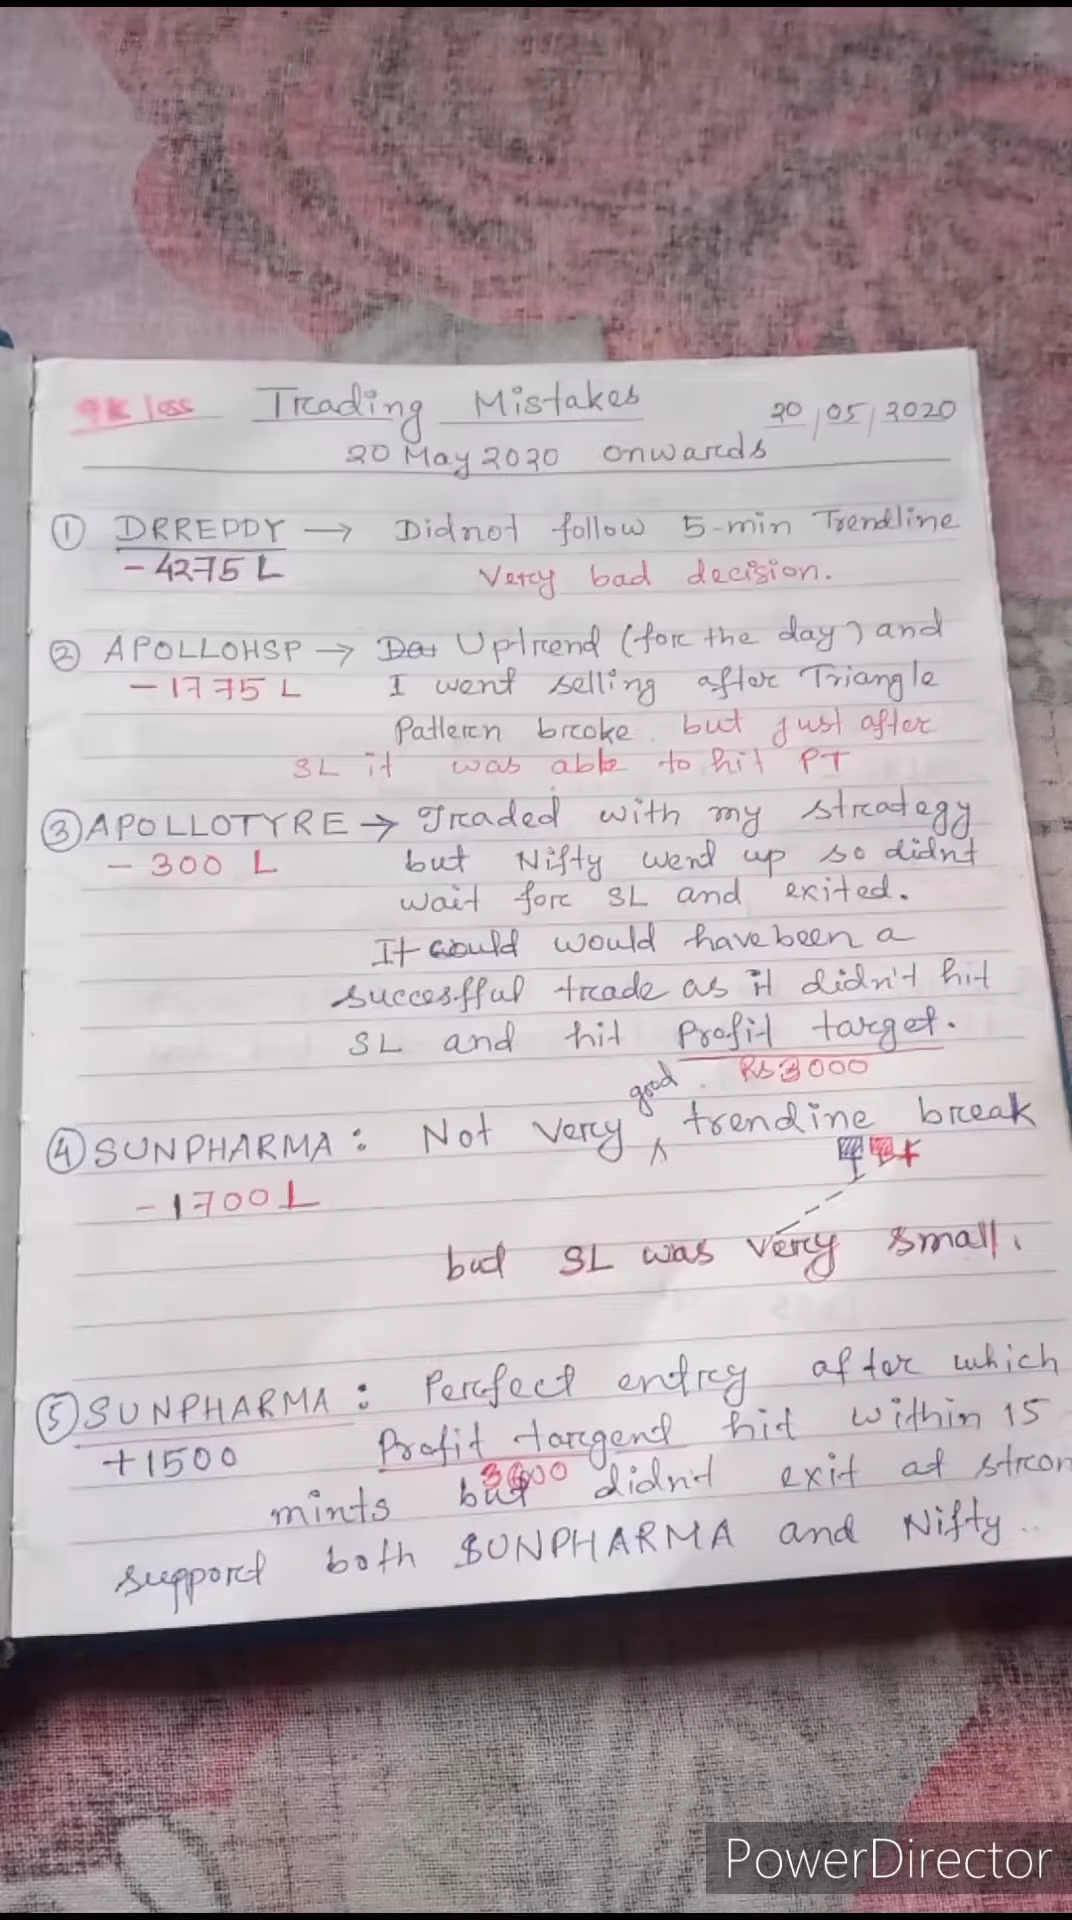 9K loss Trading Mistakes 20/05/2020
20 May 2020 onwards
① DRREDDY → Didnot follow 5-min Trendline
- 4275 L Very bad decision.
② APOLLOHSP → Uptrend (for the day) and
- 1775 L I went selling after Triangle
Pattern broke. but just after
SL it was able to hit PT
③ APOLLOTYRE → Traded with my strategy
- 300 L but Nifty went up so didnt
wait for SL and exited.
It would would have been a
successful trade as it didn't hit
SL and hit Profit target.
Rs 3000
good
④ SUNPHARMA : Not very ^ trendine break
- 1700 L
but SL was very small.
⑤ SUNPHARMA : Perfect entry after which
+1500 Profit targent hit within 15
3600
mints but didn't exit at stron
support both SUNPHARMA and Nifty..
PowerDirector